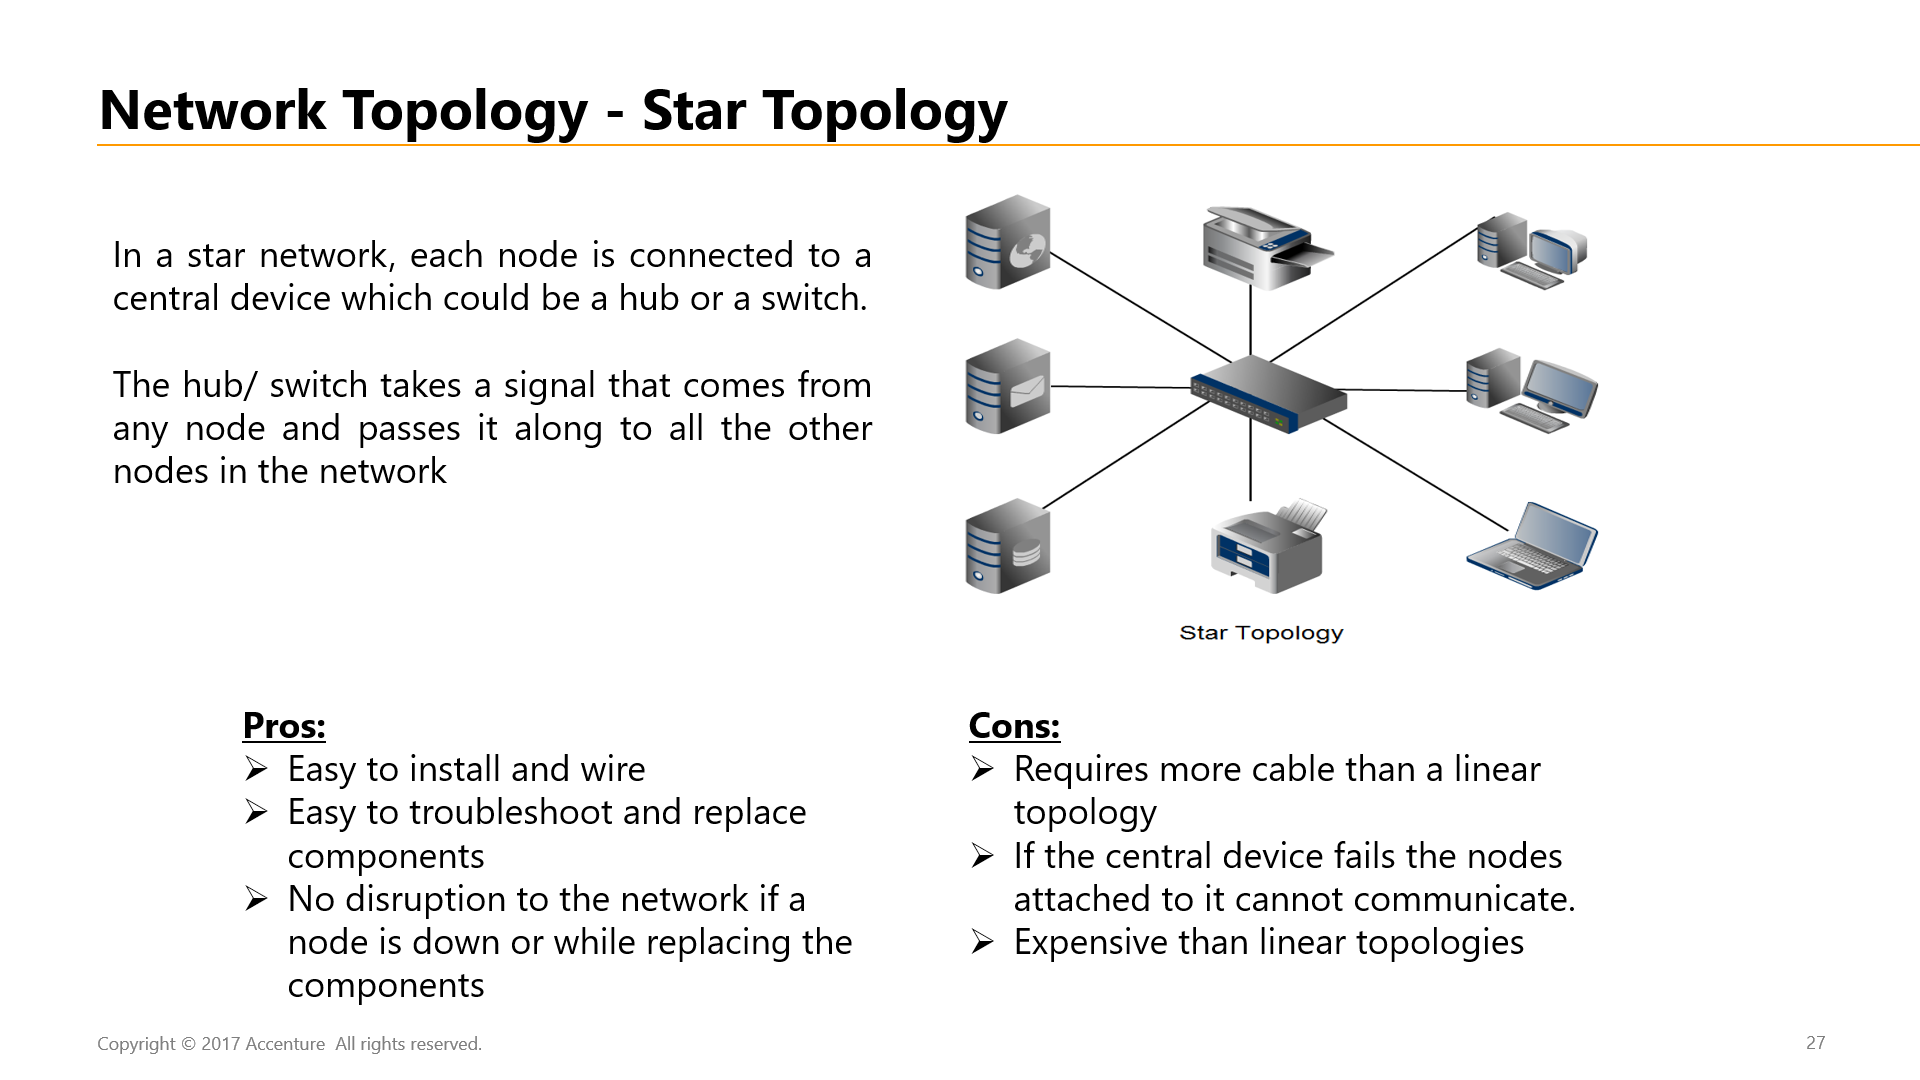 Network Topology - Star Topology
In a star network, each node is connected to a
central device which could be a hub or a switch.
The hub/ switch takes a signal that comes from
any node and passes it along to all the other
nodes in the network
Star Topology
Pros:
➢ Easy to install and wire
➢ Easy to troubleshoot and replace
components
➢ No disruption to the network if a
node is down or while replacing the
components
Cons:
➢ Requires more cable than a linear
topology
➢ If the central device fails the nodes
attached to it cannot communicate.
➢ Expensive than linear topologies
Copyright © 2017 Accenture  All rights reserved.
27